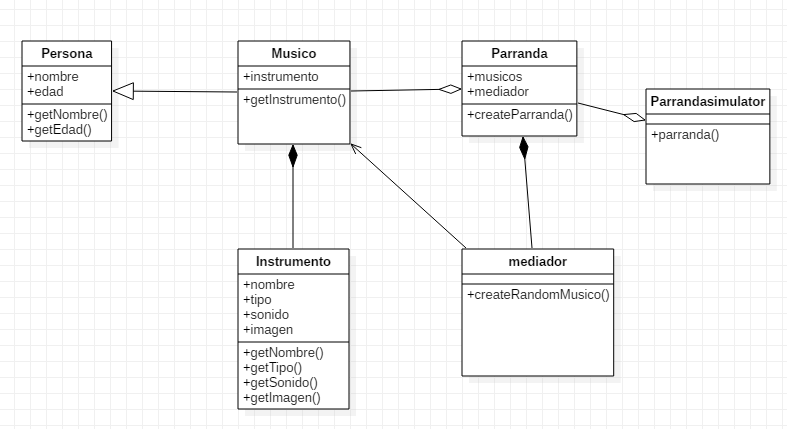 Persona
+nombre
+edad
+getNombre()
+getEdad()
Musico
+instrumento
+getInstrumento()
Parranda
+musicos
+mediador
+createParranda()
Parrandasimulator
+parranda()
Instrumento
+nombre
+tipo
+sonido
+imagen
+getNombre()
+getTipo()
+getSonido()
+getImagen()
mediador
+createRandomMusico()